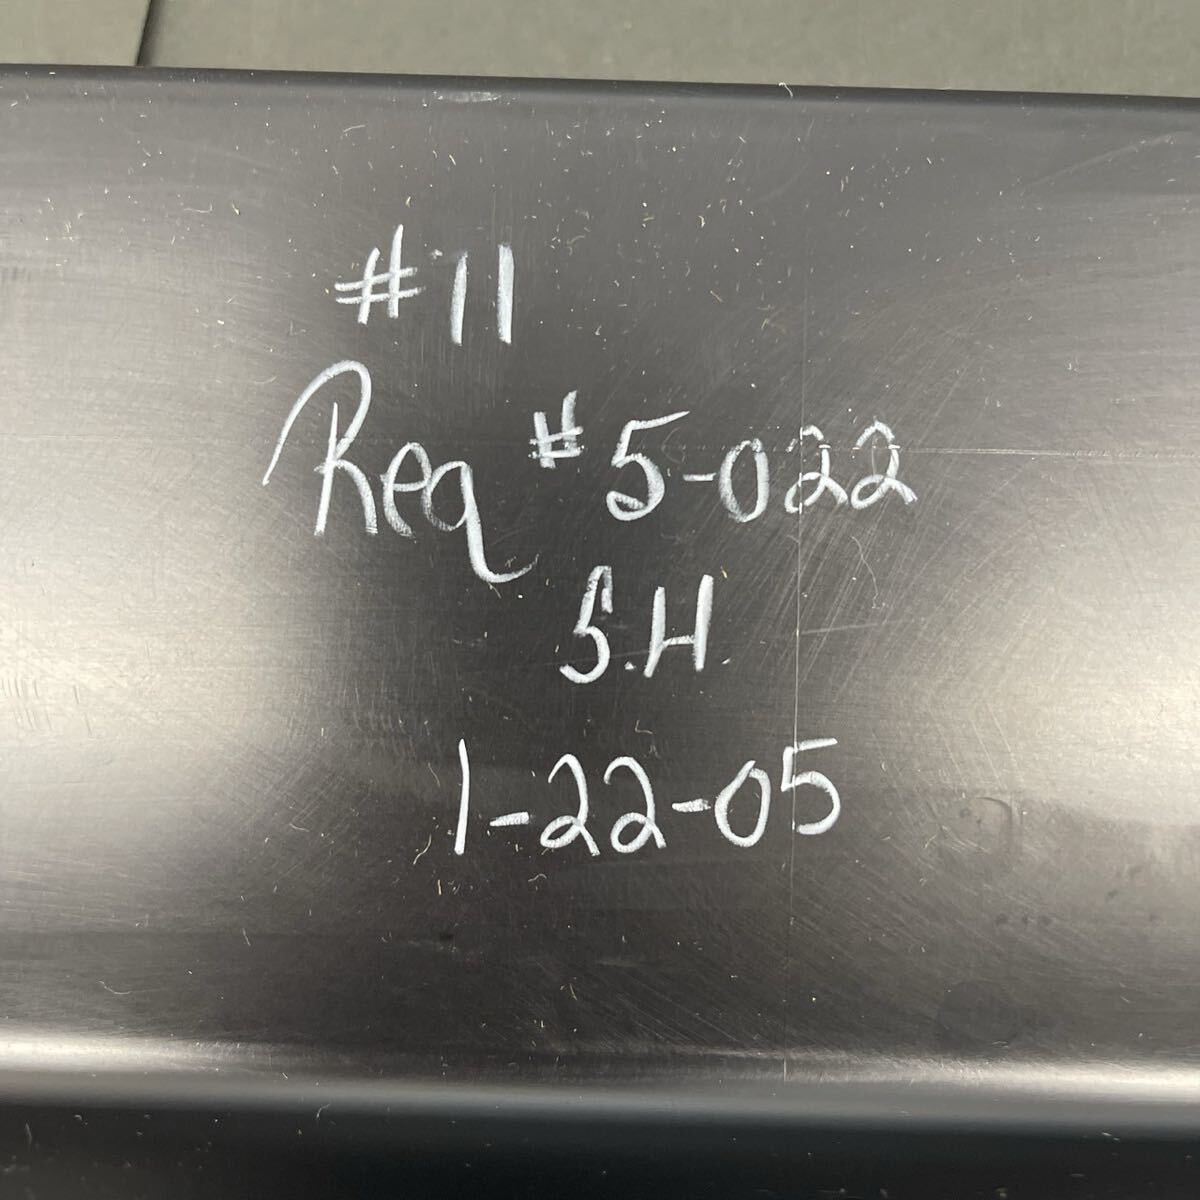 #11
Req #5-022
S.H.
1-22-05